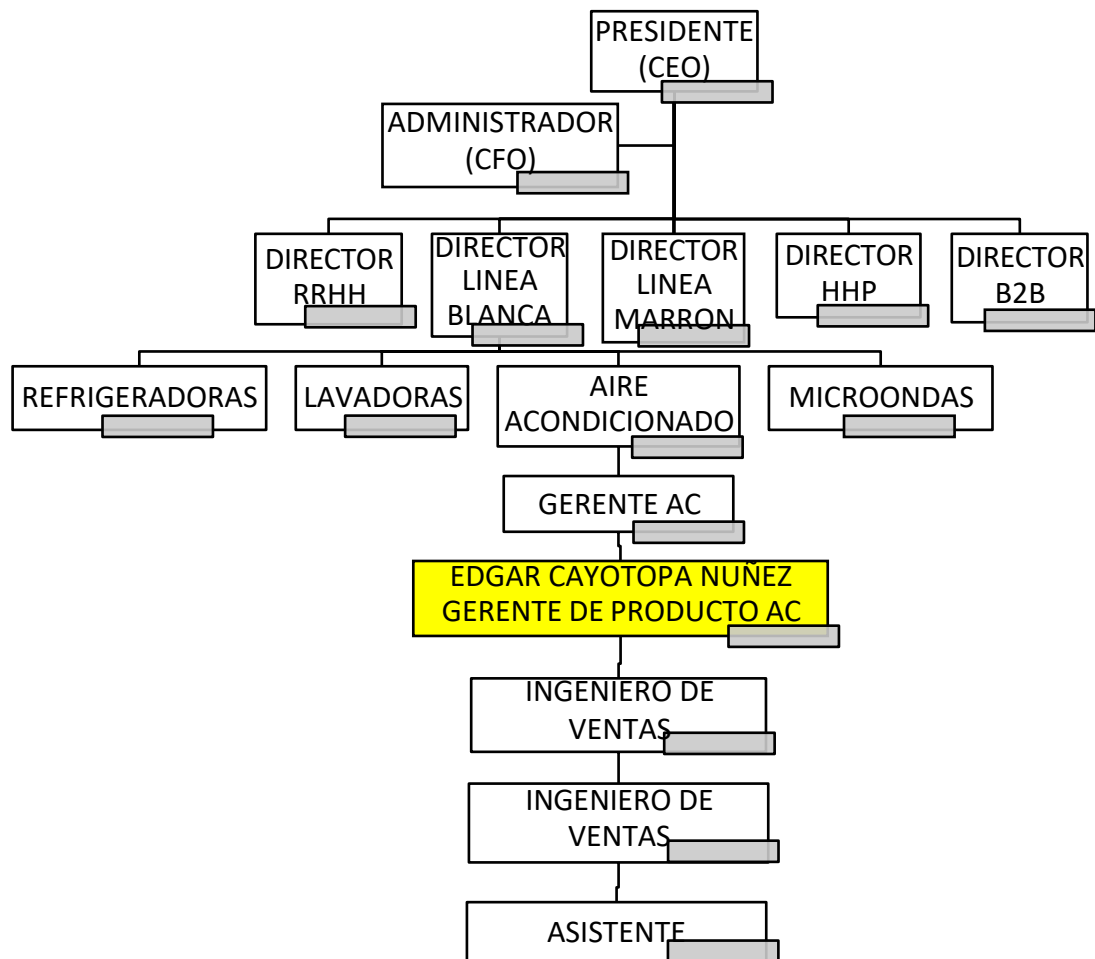 PRESIDENTE
(CEO)
ADMINISTRADOR
(CFO)
DIRECTOR
RRHH
DIRECTOR
LINEA
BLANCA
DIRECTOR
LINEA
MARRON
DIRECTOR
HHP
DIRECTOR
B2B
REFRIGERADORAS
LAVADORAS
AIRE
ACONDICIONADO
MICROONDAS
GERENTE AC
EDGAR CAYOTOPA NUÑEZ
GERENTE DE PRODUCTO AC
INGENIERO DE
VENTAS
INGENIERO DE
VENTAS
ASISTENTE